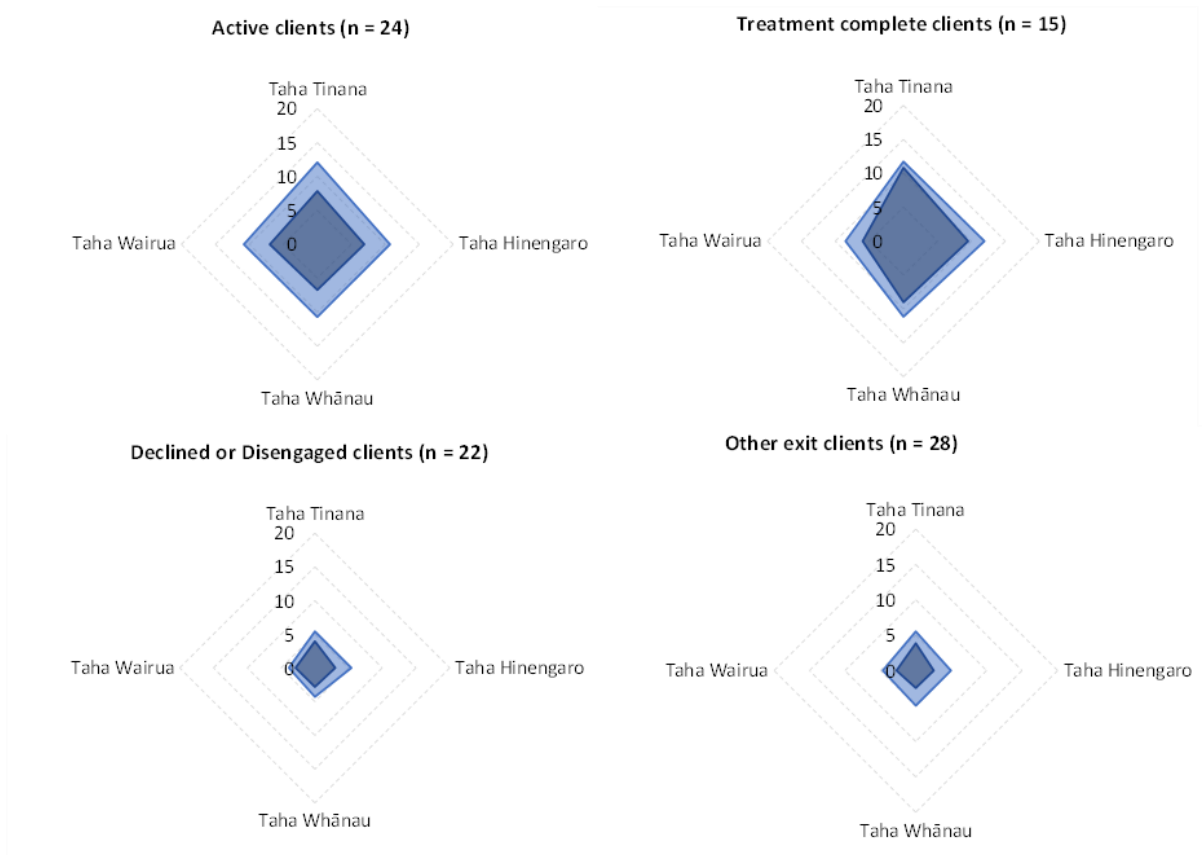 Active clients (n = 24)
Taha Tinana
20
15
10
5
0
Taha Wairua
Taha Hinengaro
Taha Whānau
Treatment complete clients (n = 15)
Taha Tinana
20
15
10
5
0
Taha Wairua
Taha Hinengaro
Taha Whānau
Declined or Disengaged clients (n = 22)
Taha Tinana
20
15
10
5
0
Taha Wairua
Taha Hinengaro
Taha Whānau
Other exit clients (n = 28)
Taha Tinana
20
15
10
5
0
Taha Wairua
Taha Hinengaro
Taha Whānau